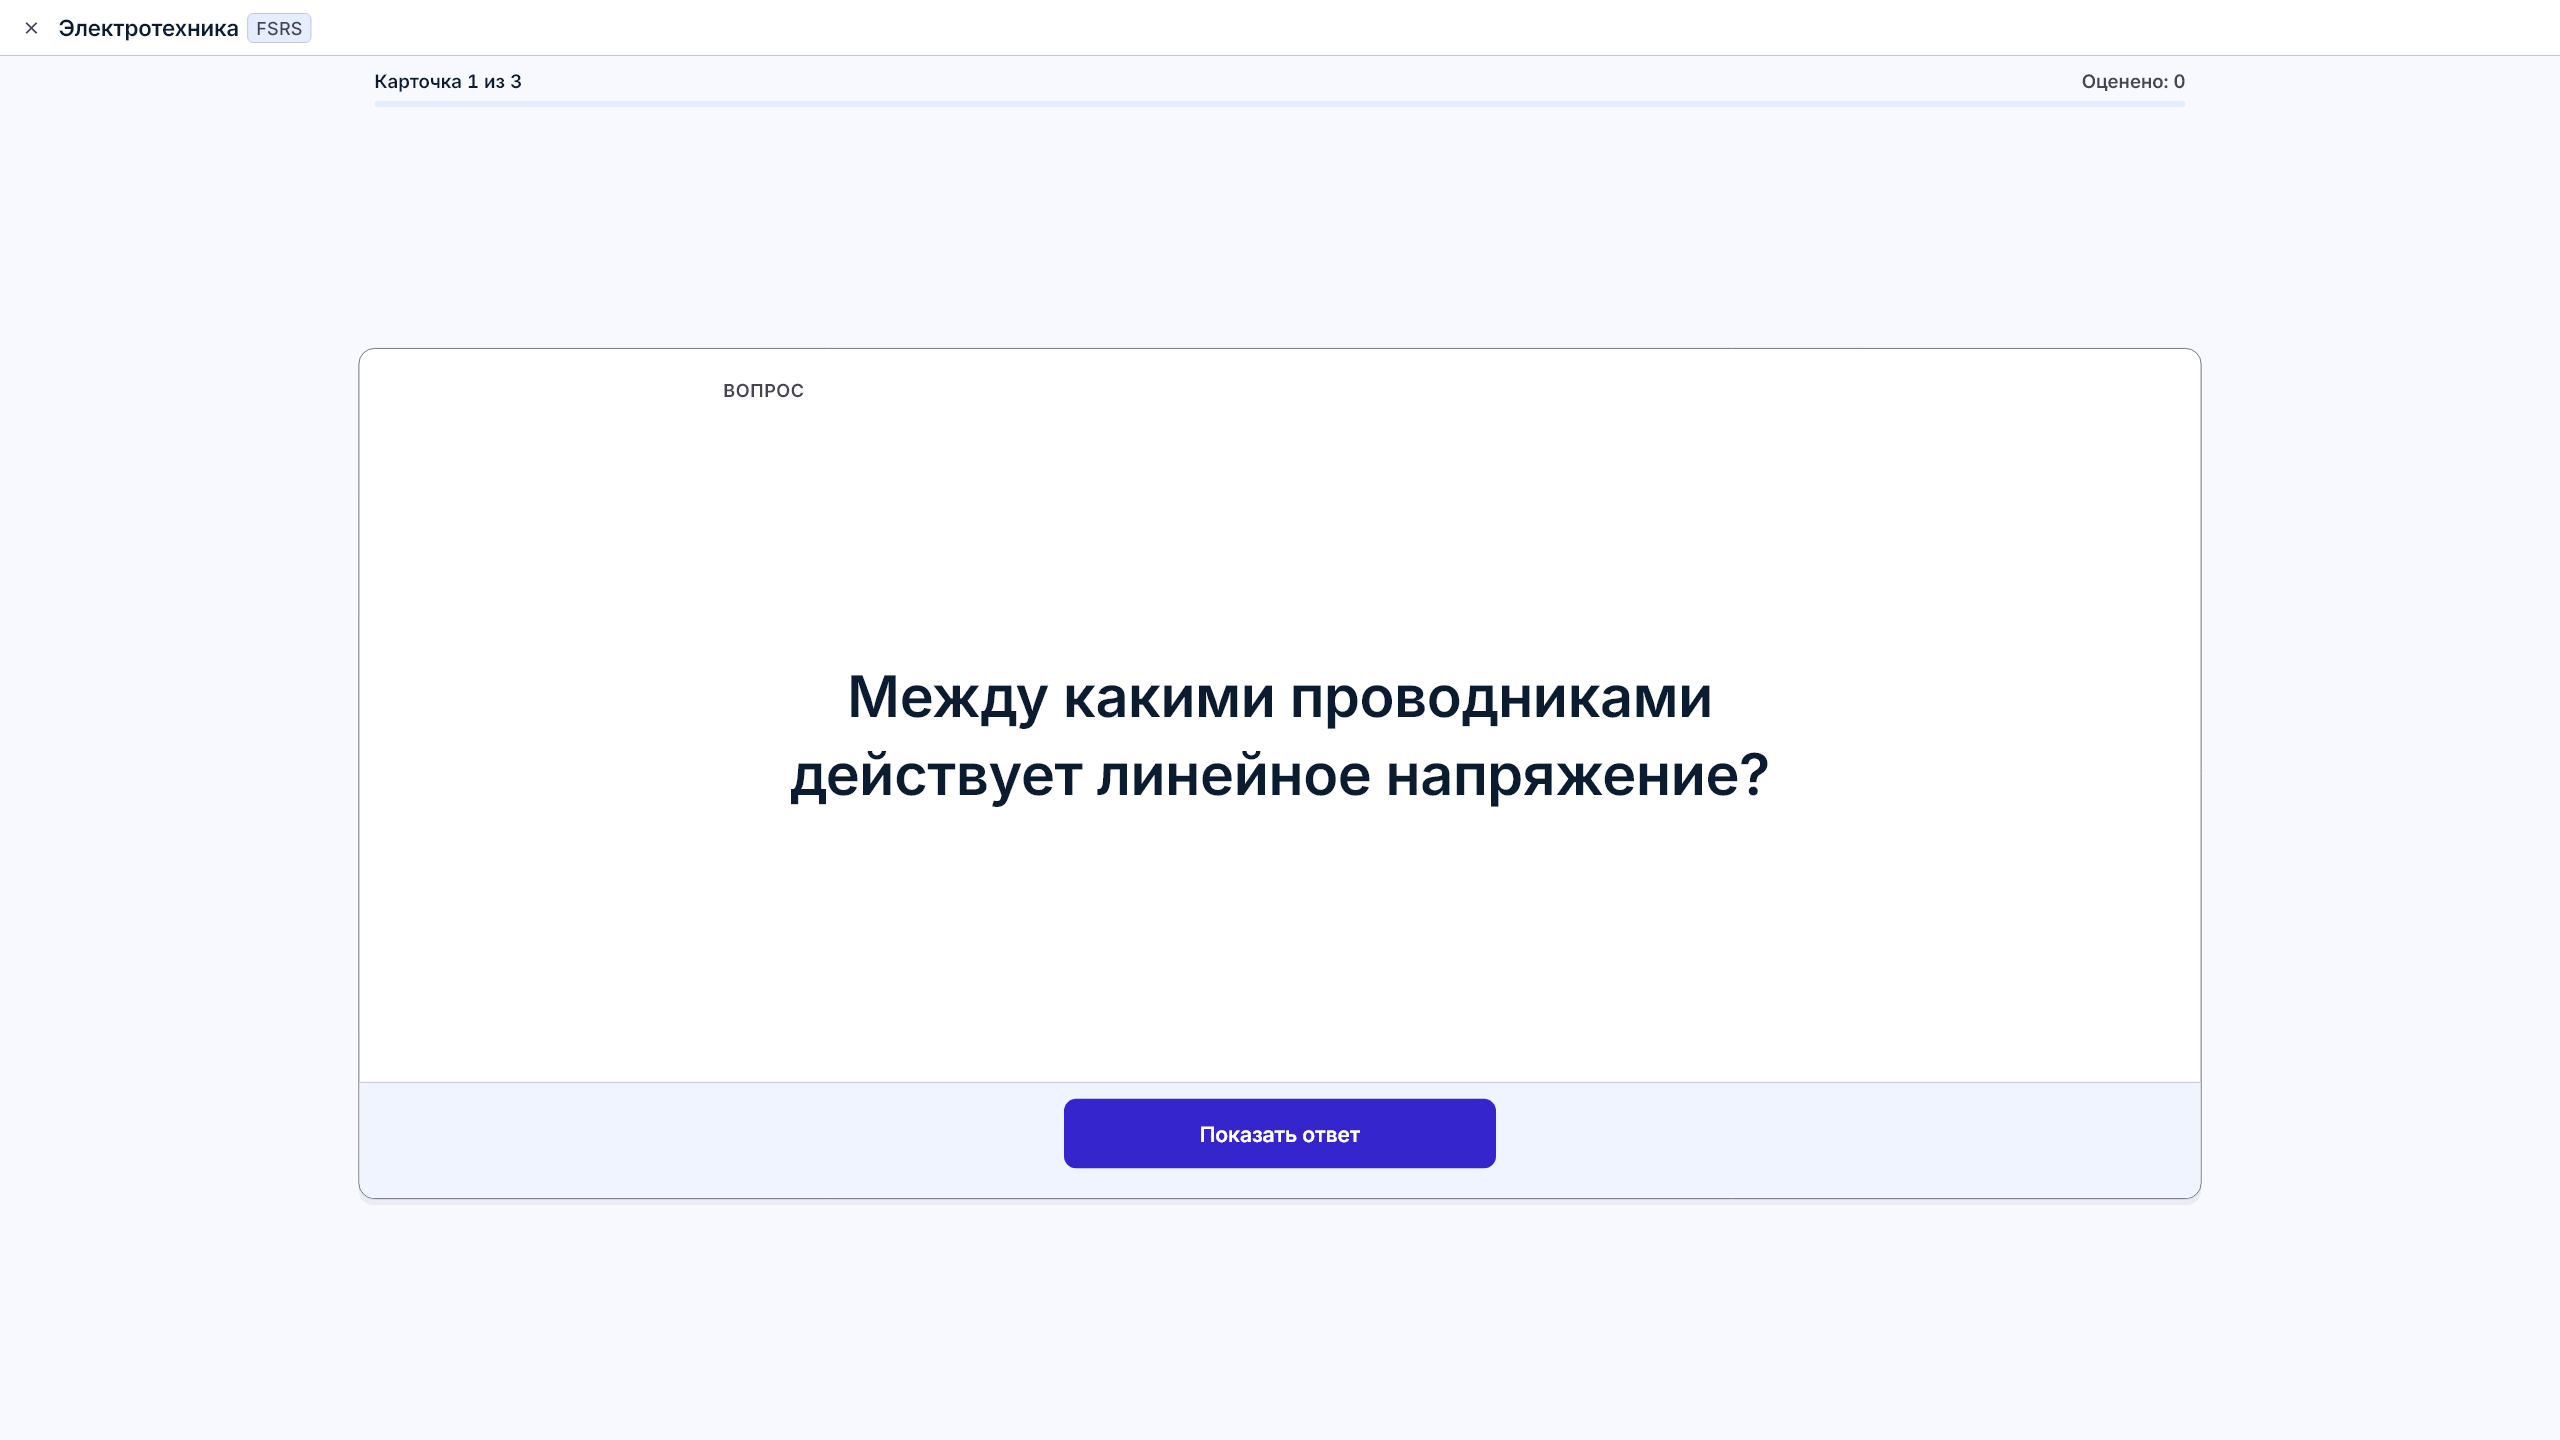 Электротехника FSRS
Карточка 1 из 3
Оценено: 0
ВОПРОС
Между какими проводниками
действует линейное напряжение?
Показать ответ